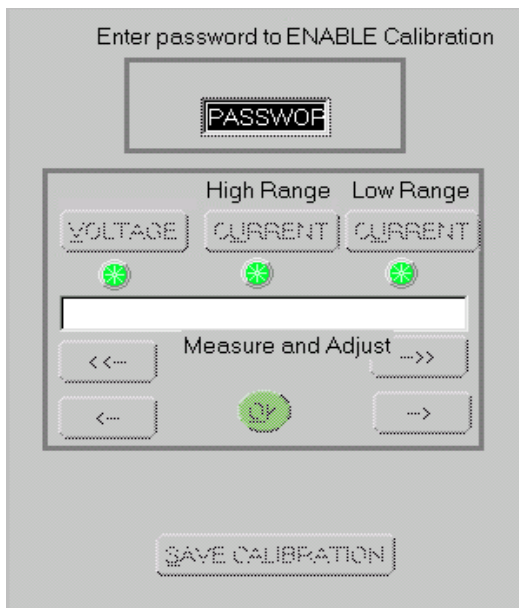 Enter password to ENABLE Calibration
PASSWOR
High Range Low Range
VOLTAGE CURRENT CURRENT
Measure and Adjust
<<--- --->>
<--- OK --->
SAVE CALIBRATION